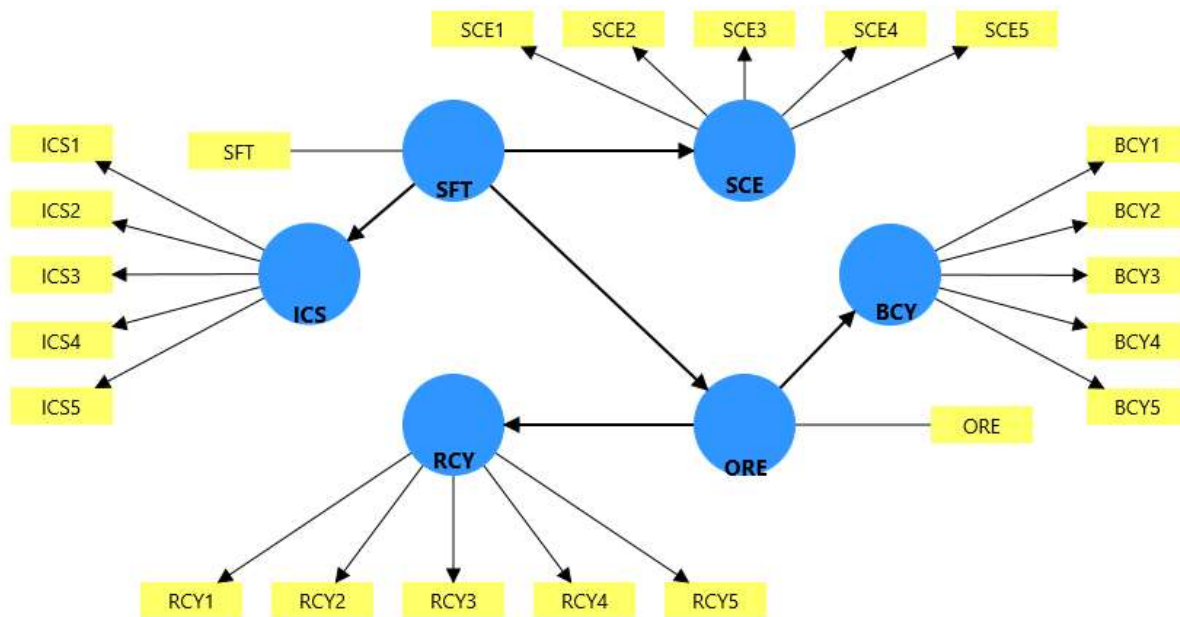 SCE1
SCE2
SCE3
SCE4
SCE5
ICS1
ICS2
ICS3
ICS4
ICS5
SFT
SFT
SCE
ICS
BCY
BCY1
BCY2
BCY3
BCY4
BCY5
RCY
ORE
ORE
RCY1
RCY2
RCY3
RCY4
RCY5